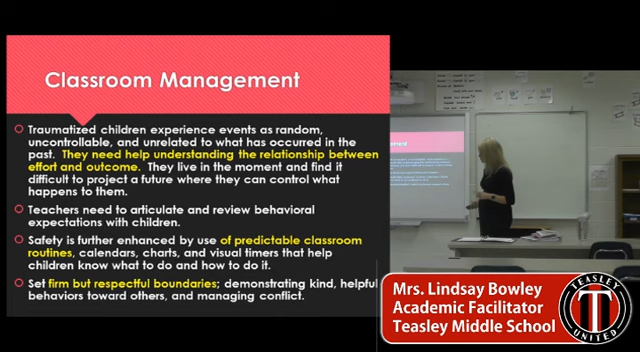 Classroom Management
Traumatized children experience events as random,
uncontrollable, and unrelated to what has occurred in the
past. They need help understanding the relationship between
effort and outcome. They live in the moment and find it
difficult to project a future where they can control what
happens to them.
Teachers need to articulate and review behavioral
expectations with children.
Safety is further enhanced by use of predictable classroom
routines, calendars, charts, and visual timers that help
children know what to do and how to do it.
Set firm but respectful boundaries; demonstrating kind, helpful
behaviors toward others, and managing conflict.
Mrs. Lindsay Bowley
Academic Facilitator
Teasley Middle School
TEASLEY
T
UNITED